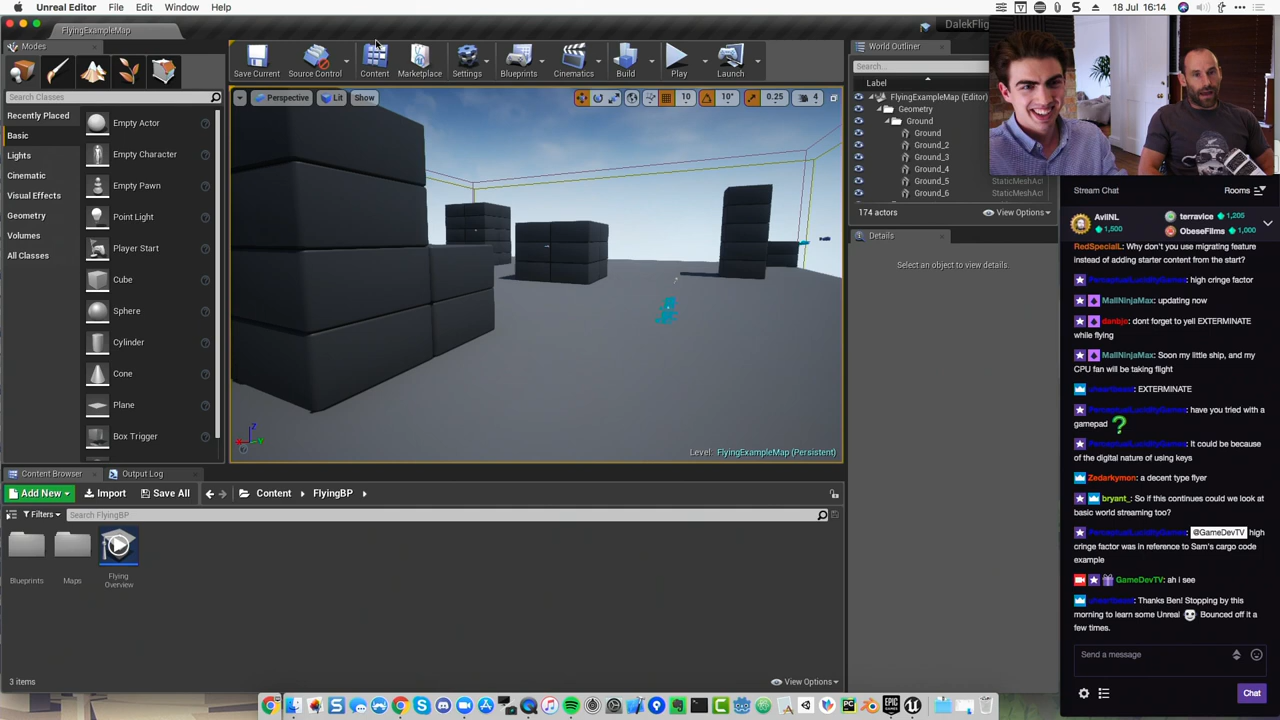 Unreal Editor File Edit Window Help
18 Jul 16:14
FlyingExampleMap
DalekFlig
Modes
Search Classes
Recently Placed
Basic
Lights
Cinematic
Visual Effects
Geometry
Volumes
All Classes
Empty Actor
Empty Character
Empty Pawn
Point Light
Player Start
Cube
Sphere
Cylinder
Cone
Plane
Box Trigger
Save Current
Source Control
Content
Marketplace
Settings
Blueprints
Cinematics
Build
Play
Launch
Perspective
Lit
Show
10
10°
0.25
4
Z
X
Y
Level: FlyingExampleMap (Persistent)
World Outliner
Search...
Label
FlyingExampleMap (Editor)
Geometry
Ground
Ground
Ground_2
Ground_3
Ground_4
Ground_5 StaticMeshAct
Ground_6 StaticMeshAct
174 actors
View Options
Details
Select an object to view details.
Content Browser
Output Log
Add New
Import
Save All
Content
FlyingBP
Filters
Search FlyingBP
Blueprints
Maps
Flying
Overview
3 items
View Options
Stream Chat
Rooms
AvilNL
1,500
terravice 1,205
ObeseFilms 1,000
RedSpecialL: Why don't you use migrating feature
instead of adding starter content from the start?
high cringe factor
MallNinjaMax: updating now
danbjo: dont forget to yell EXTERMINATE
while flying
MallNinjaMax: Soon my little ship, and my
CPU fan will be taking flight
EXTERMINATE
have you tried with a
gamepad ?
It could be because
of the digital nature of using keys
Zedarkymon: a decent type flyer
bryant_: So if this continues could we look at
basic world streaming too?
@GameDevTV high
cringe factor was in reference to Sam's cargo code
example
GameDevTV: ah i see
Thanks Ben! Stopping by this
morning to learn some Unreal Bounced off it a
few times.
Send a message
Chat